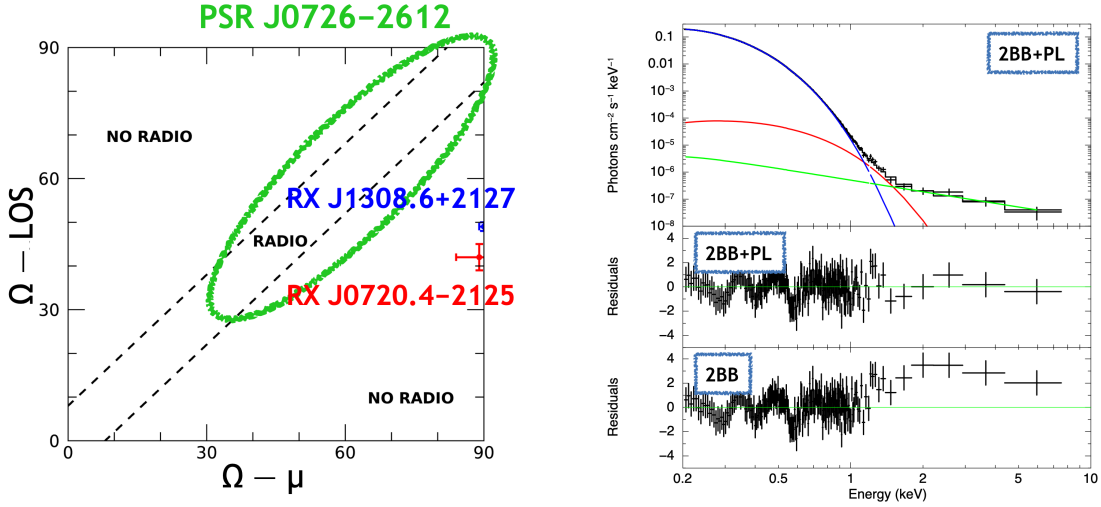 PSR J0726−2612
90
60
30
0
0
30
60
90
Ω − LOS
Ω − μ
NO RADIO
RX J1308.6+2127
RADIO
RX J0720.4−2125
NO RADIO
2BB+PL
0.1
0.01
10⁻³
10⁻⁴
10⁻⁵
10⁻⁶
10⁻⁷
10⁻⁸
Photons cm⁻² s⁻¹ keV⁻¹
2BB+PL
4
2
0
−2
−4
Residuals
2BB
4
2
0
−2
−4
Residuals
0.2
0.5
1
2
5
10
Energy (keV)